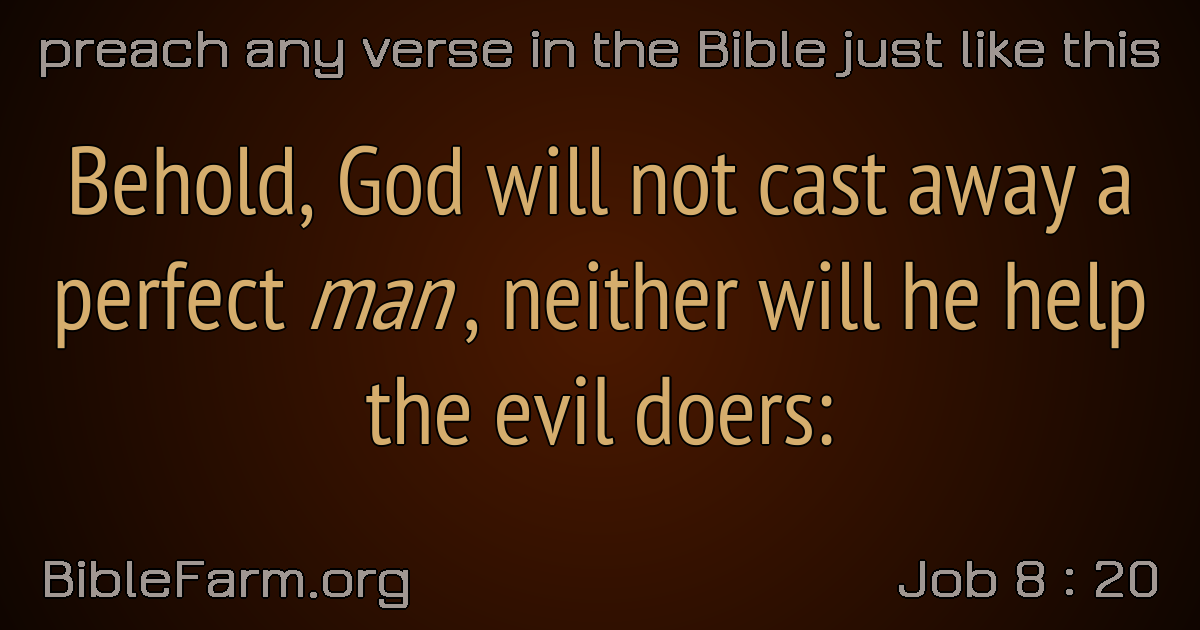 preach any verse in the Bible just like this
Behold, God will not cast away a
perfect man, neither will he help
the evil doers:
BibleFarm.org
Job 8 : 20